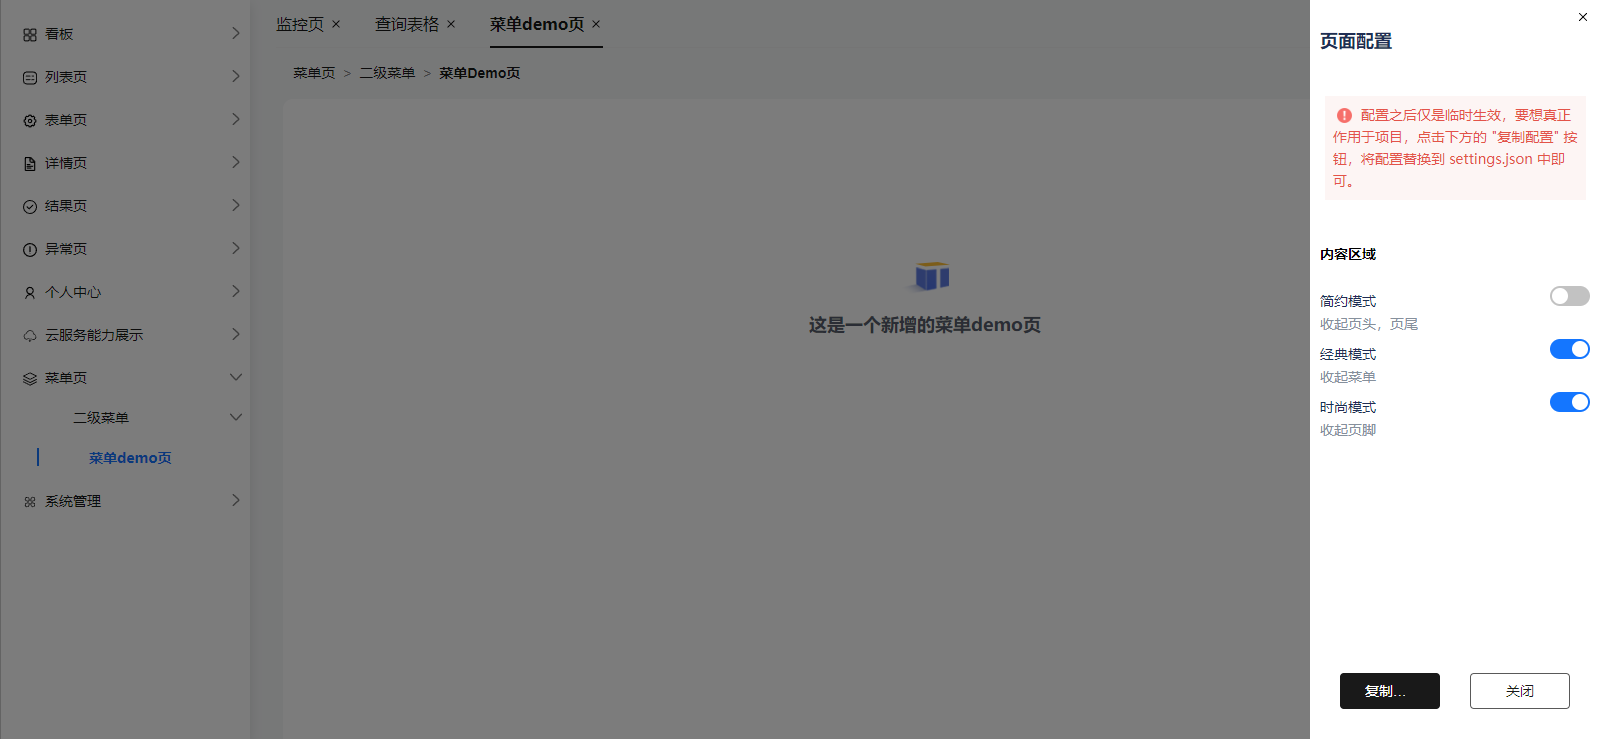 看板
列表页
表单页
详情页
结果页
异常页
个人中心
云服务能力展示
菜单页
二级菜单
菜单demo页
系统管理
监控页 × 查询表格 × 菜单demo页 ×
菜单页 > 二级菜单 > 菜单Demo页
这是一个新增的菜单demo页
×
页面配置
配置之后仅是临时生效，要想真正
作用于项目，点击下方的 "复制配置" 按
钮，将配置替换到 settings.json 中即
可。
内容区域
简约模式
收起页头，页尾
经典模式
收起菜单
时尚模式
收起页脚
复制... 关闭